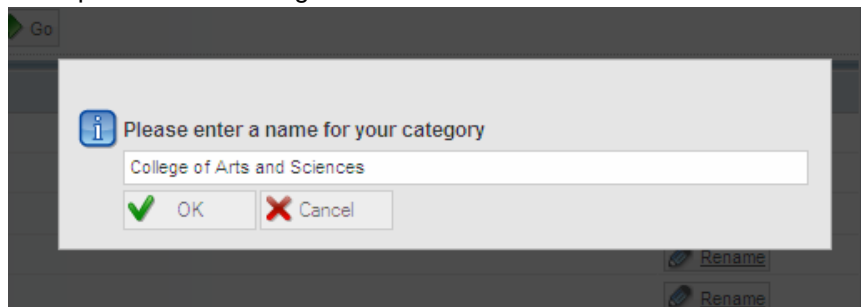 Go
Please enter a name for your category
College of Arts and Sciences
OK
Cancel
Rename
Rename